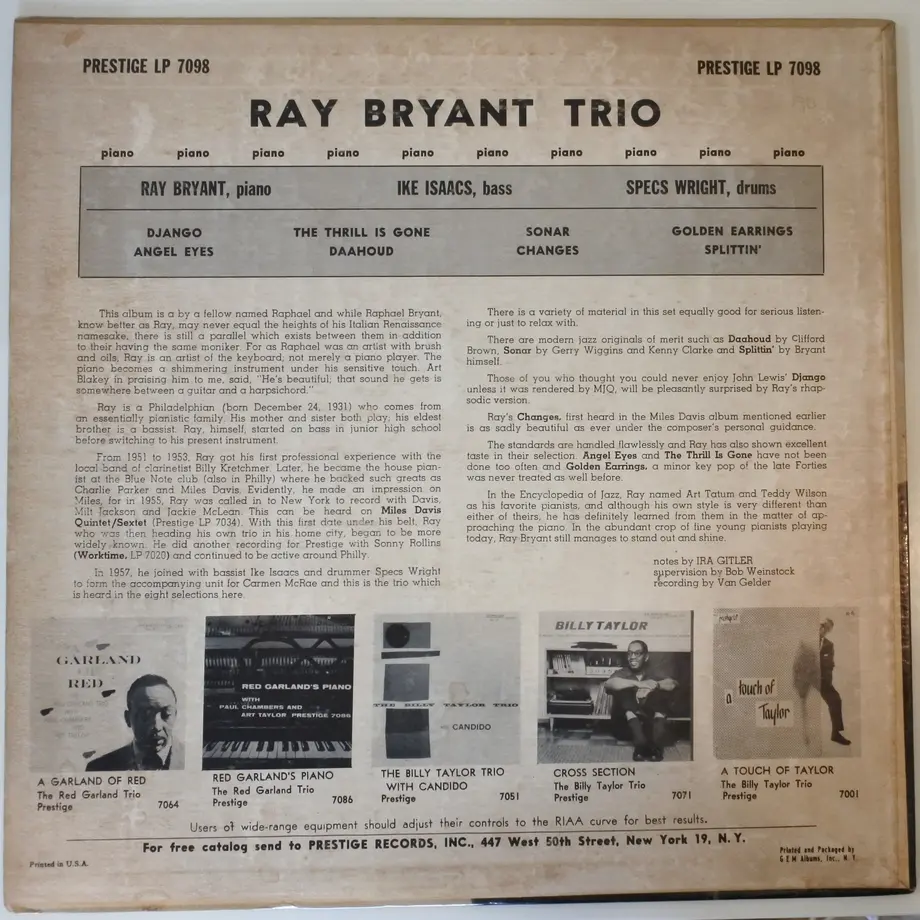 PRESTIGE LP 7098
PRESTIGE LP 7098
RAY BRYANT TRIO
piano piano piano piano piano piano piano piano piano piano
RAY BRYANT, piano IKE ISAACS, bass SPECS WRIGHT, drums
DJANGO THE THRILL IS GONE SONAR GOLDEN EARRINGS
ANGEL EYES DAAHOUD CHANGES SPLITTIN'
This album is a by a fellow named Raphael and while Raphael Bryant,
know better as Ray, may never equal the heights of his Italian Renaissance
namesake, there is still a parallel which exists between them in addition
to their having the same moniker. For as Raphael was an artist with brush
and oils, Ray is an artist of the keyboard, not merely a piano player. The
piano becomes a shimmering instrument under his sensitive touch. Art
Blakey in praising him to me, said, "He's beautiful, that sound he gets is
somewhere between a guitar and a harpsichord."
Ray is a Philadelphian (born December 24, 1931) who comes from
an essentially pianistic family. His mother and sister both play; his eldest
brother is a bassist. Ray, himself, started on bass in junior high school
before switching to his present instrument.
From 1951 to 1953, Ray got his first professional experience with the
local band of clarinetist Billy Kretchmer. Later, he became the house pian-
ist at the Blue Note club (also in Philly) where he backed such greats as
Charlie Parker and Miles Davis. Evidently, he made an impression on
Miles, for in 1955, Ray was called in to New York to record with Davis,
Milt Jackson and Jackie McLean. This can be heard on Miles Davis
Quintet/Sextet (Prestige LP 7034). With this first date under his belt, Ray
who was then heading his own trio in his home city, began to be more
widely known. He did another recording for Prestige with Sonny Rollins
(Worktime, LP 7020) and continued to be active around Philly.
In 1957, he joined with bassist Ike Isaacs and drummer Specs Wright
to form the accompanying unit for Carmen McRae and this is the trio which
is heard in the eight selections here.
There is a variety of material in this set equally good for serious listen-
ing or just to relax with.
There are modern jazz originals of merit such as Daahoud by Clifford
Brown, Sonar by Gerry Wiggins and Kenny Clarke and Splittin' by Bryant
himself.
Those of you who thought you could never enjoy John Lewis' Django
unless it was rendered by MJQ, will be pleasantly surprised by Ray's rhap-
sodic version.
Ray's Changes, first heard in the Miles Davis album mentioned earlier
is as sadly beautiful as ever under the composer's personal guidance.
The standards are handled flawlessly and Ray has also shown excellent
taste in their selection. Angel Eyes and The Thrill Is Gone have not been
done too often and Golden Earrings, a minor key pop of the late Forties
was never treated as well before.
In the Encyclopedia of Jazz, Ray named Art Tatum and Teddy Wilson
as his favorite pianists, and although his own style is very different than
either of theirs, he has definitely learned from them in the matter of ap-
proaching the piano. In the abundant crop of fine young pianists playing
today, Ray Bryant still manages to stand out and shine.
notes by IRA GITLER
supervision by Bob Weinstock
recording by Van Gelder
GARLAND
RED
RED GARLAND'S PIANO
WITH
PAUL CHAMBERS AND
ART TAYLOR PRESTIGE 7086
THE BILLY TAYLOR TRIO
CANDIDO
BILLY TAYLOR
a touch of
Taylor
A GARLAND OF RED
The Red Garland Trio
Prestige 7064
RED GARLAND'S PIANO
The Red Garland Trio
Prestige 7086
THE BILLY TAYLOR TRIO
WITH CANDIDO
Prestige 7051
CROSS SECTION
The Billy Taylor Trio
Prestige 7071
A TOUCH OF TAYLOR
The Billy Taylor Trio
Prestige 7001
Users of wide-range equipment should adjust their controls to the RIAA curve for best results.
For free catalog send to PRESTIGE RECORDS, INC., 447 West 50th Street, New York 19, N. Y.
Printed in U.S.A.
Printed and Packaged by
G E M Albums, Inc., N. Y.